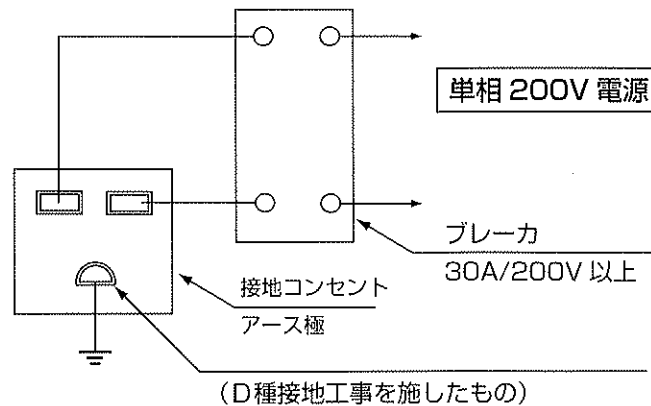 単相 200V 電源
ブレーカ
30A/200V 以上
接地コンセント
アース極
(D種接地工事を施したもの)